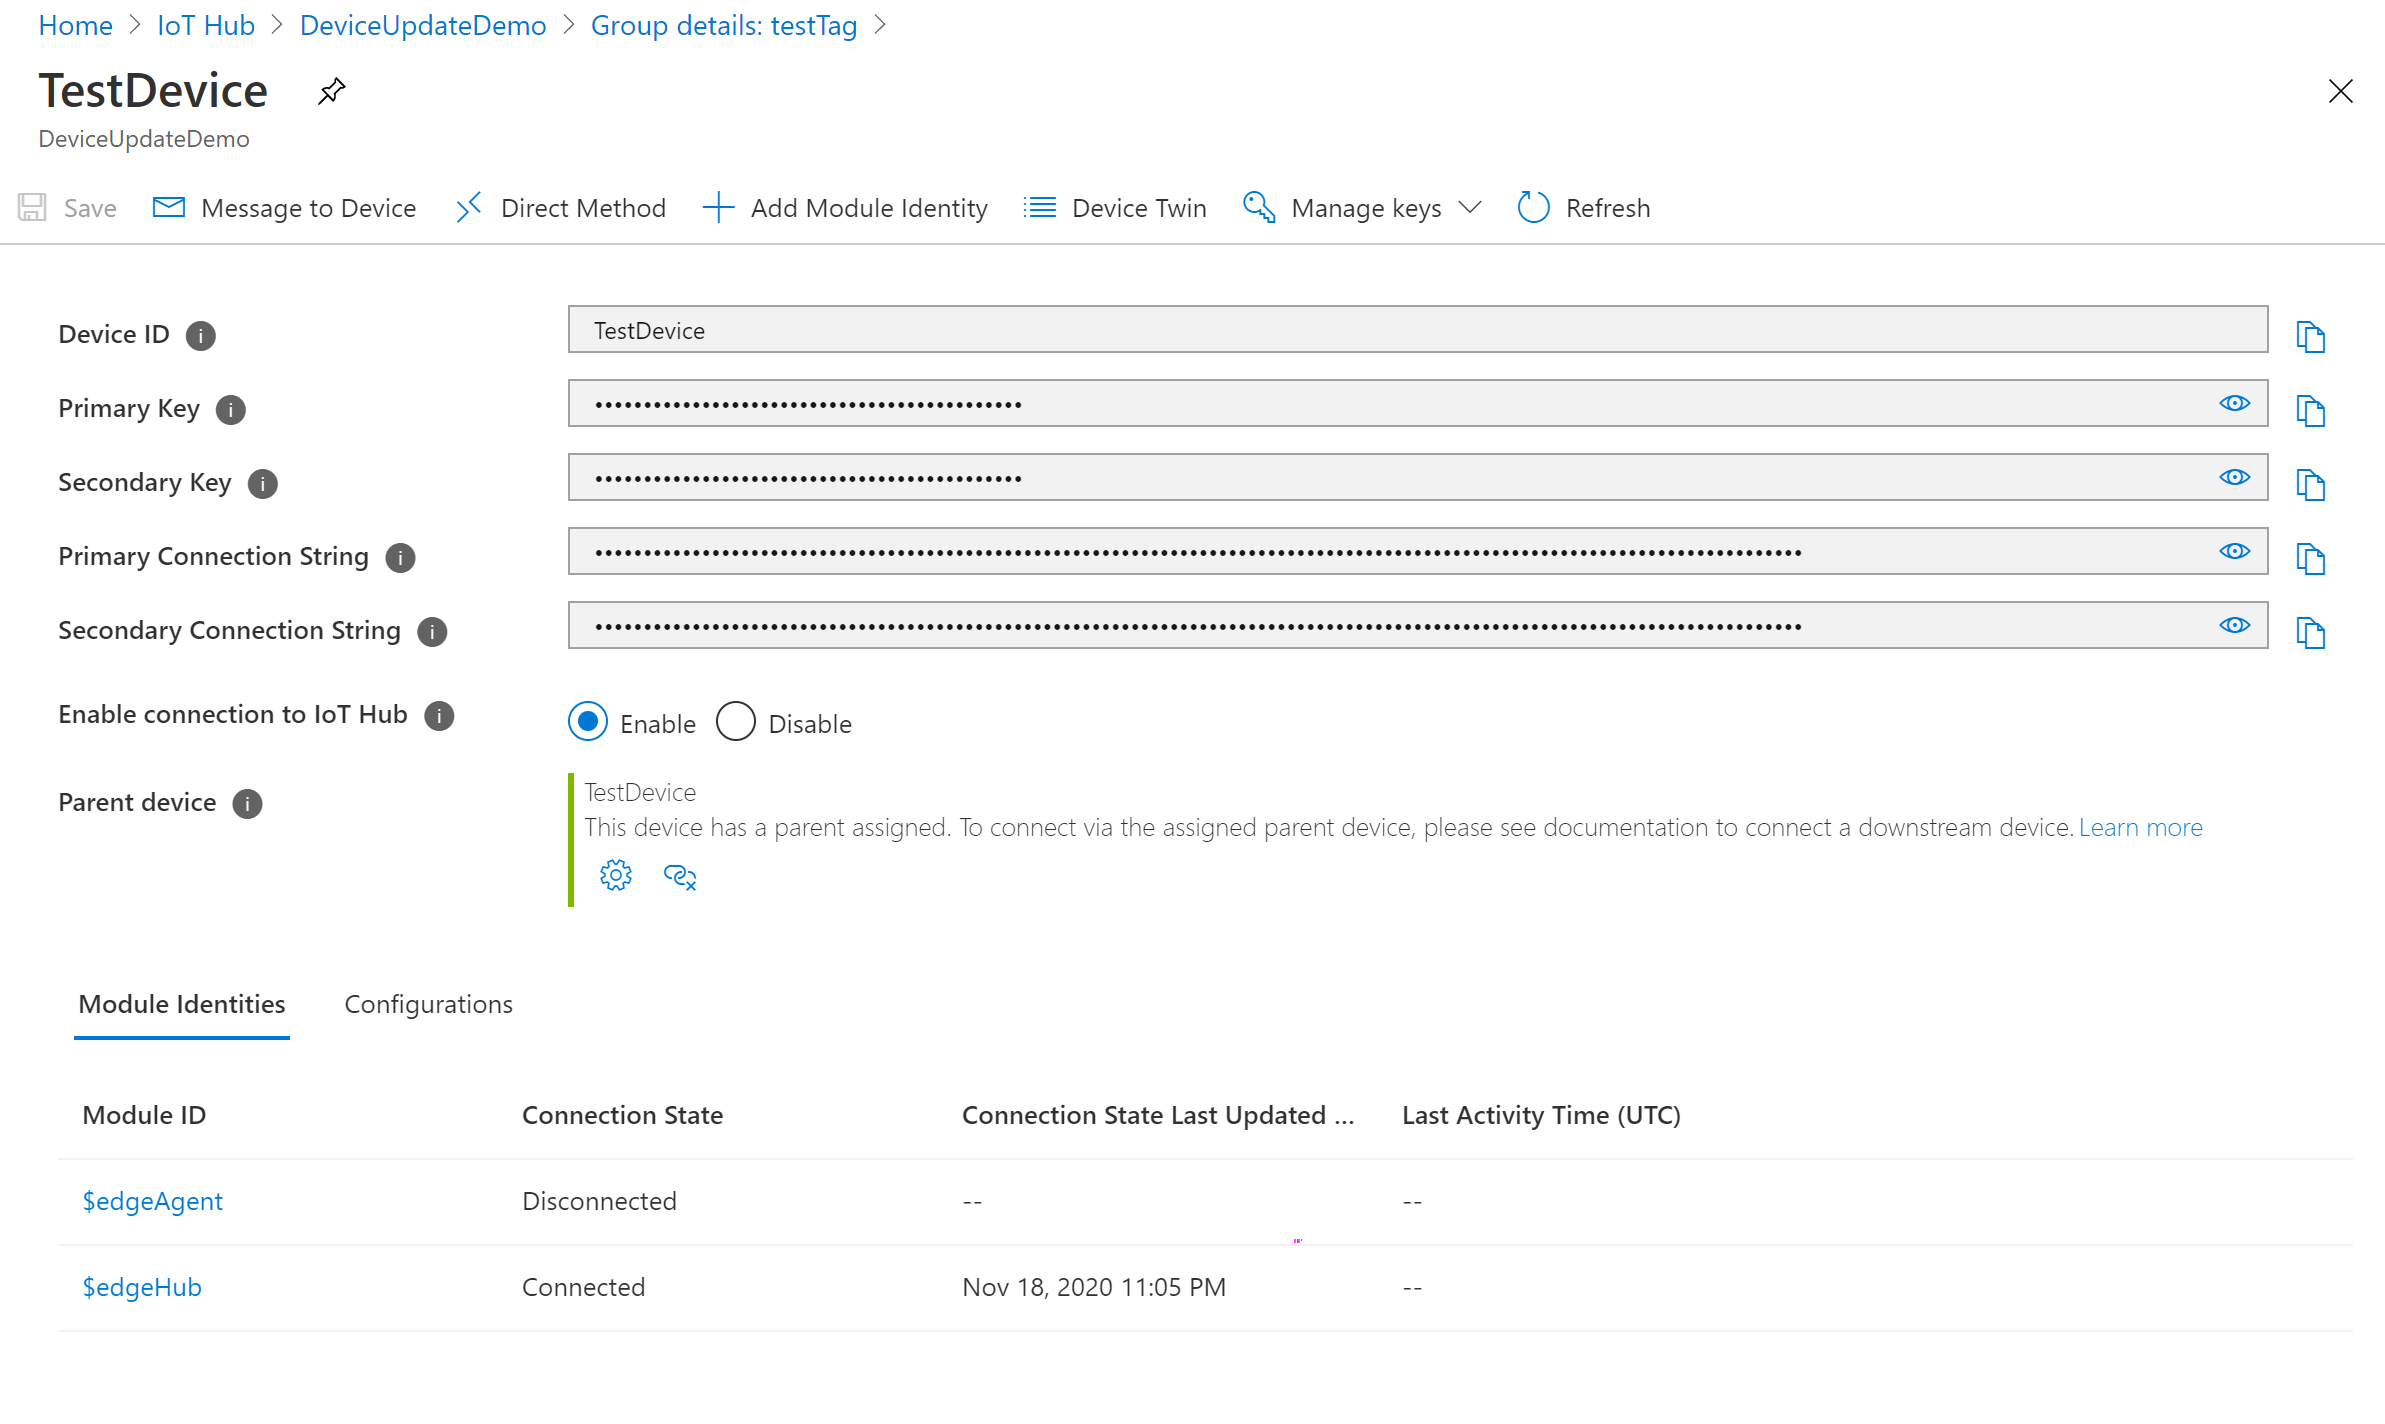 Home > IoT Hub > DeviceUpdateDemo > Group details: testTag >
TestDevice
DeviceUpdateDemo
Save Message to Device Direct Method Add Module Identity Device Twin Manage keys Refresh
Device ID i TestDevice
Primary Key i
Secondary Key i
Primary Connection String i
Secondary Connection String i
Enable connection to IoT Hub i Enable Disable
Parent device i TestDevice
This device has a parent assigned. To connect via the assigned parent device, please see documentation to connect a downstream device. Learn more
Module Identities Configurations
Module ID Connection State Connection State Last Updated ... Last Activity Time (UTC)
$edgeAgent Disconnected -- --
$edgeHub Connected Nov 18, 2020 11:05 PM --